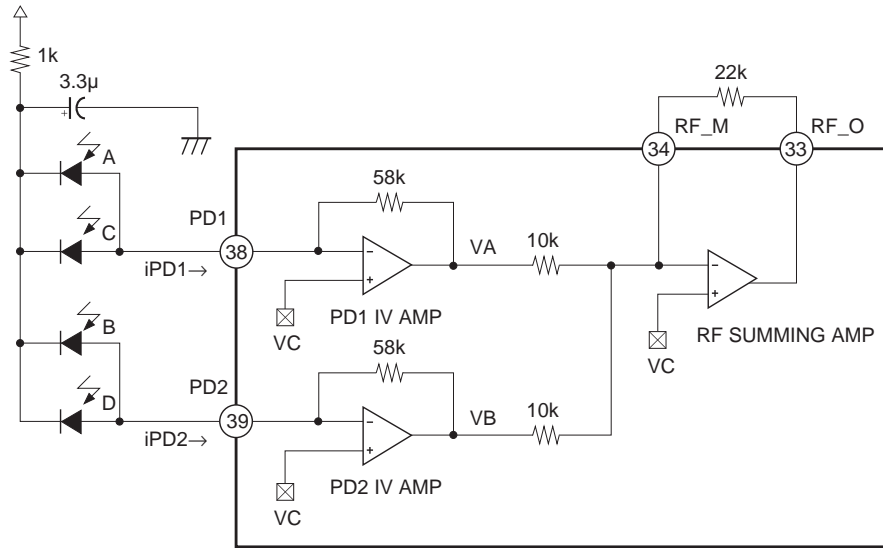 1k
3.3µ
+
22k
RF_M
RF_O
34
33
A
58k
PD1
VA
10k
C
38
iPD1→
VC
PD1 IV AMP
RF SUMMING AMP
VC
B
58k
PD2
D
39
VB
10k
iPD2→
VC
PD2 IV AMP